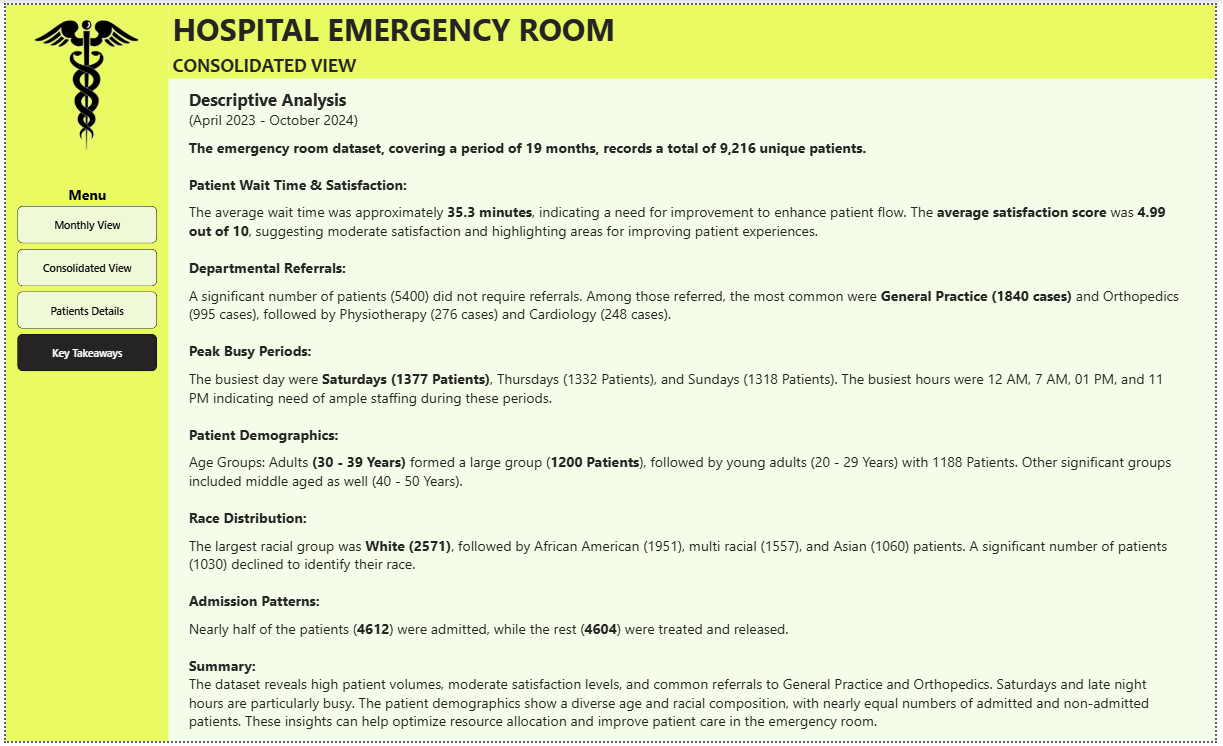 HOSPITAL EMERGENCY ROOM
CONSOLIDATED VIEW
Menu
Monthly View
Consolidated View
Patients Details
Key Takeaways
Descriptive Analysis
(April 2023 - October 2024)
The emergency room dataset, covering a period of 19 months, records a total of 9,216 unique patients.
Patient Wait Time & Satisfaction:
The average wait time was approximately 35.3 minutes, indicating a need for improvement to enhance patient flow. The average satisfaction score was 4.99
out of 10, suggesting moderate satisfaction and highlighting areas for improving patient experiences.
Departmental Referrals:
A significant number of patients (5400) did not require referrals. Among those referred, the most common were General Practice (1840 cases) and Orthopedics
(995 cases), followed by Physiotherapy (276 cases) and Cardiology (248 cases).
Peak Busy Periods:
The busiest day were Saturdays (1377 Patients), Thursdays (1332 Patients), and Sundays (1318 Patients). The busiest hours were 12 AM, 7 AM, 01 PM, and 11
PM indicating need of ample staffing during these periods.
Patient Demographics:
Age Groups: Adults (30 - 39 Years) formed a large group (1200 Patients), followed by young adults (20 - 29 Years) with 1188 Patients. Other significant groups
included middle aged as well (40 - 50 Years).
Race Distribution:
The largest racial group was White (2571), followed by African American (1951), multi racial (1557), and Asian (1060) patients. A significant number of patients
(1030) declined to identify their race.
Admission Patterns:
Nearly half of the patients (4612) were admitted, while the rest (4604) were treated and released.
Summary:
The dataset reveals high patient volumes, moderate satisfaction levels, and common referrals to General Practice and Orthopedics. Saturdays and late night
hours are particularly busy. The patient demographics show a diverse age and racial composition, with nearly equal numbers of admitted and non-admitted
patients. These insights can help optimize resource allocation and improve patient care in the emergency room.